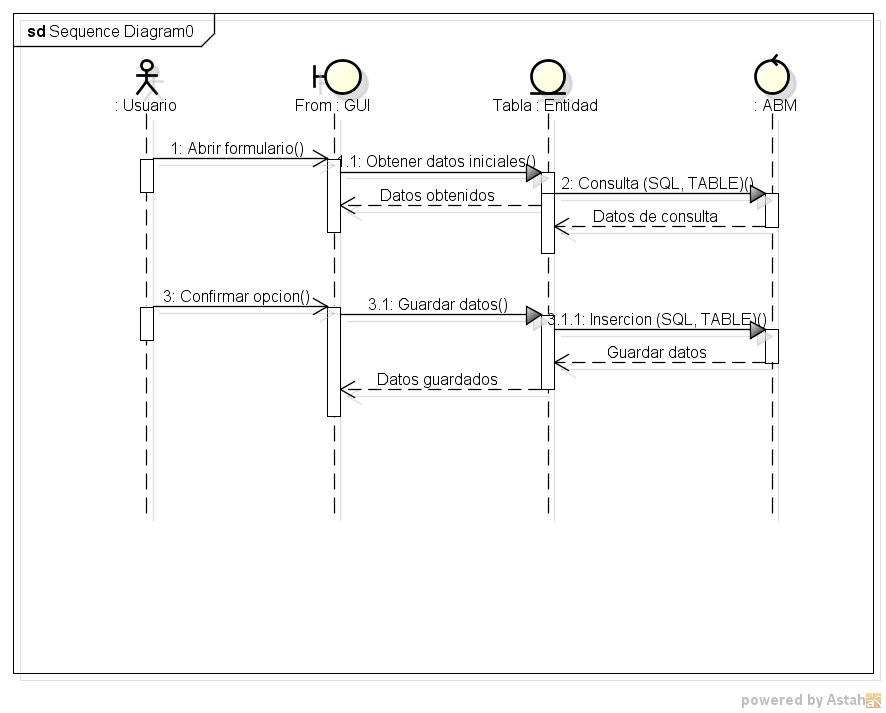 sd Sequence Diagram0
: Usuario
From : GUI
Tabla : Entidad
: ABM
1: Abrir formulario()
1.1: Obtener datos iniciales()
2: Consulta (SQL, TABLE)()
Datos obtenidos
Datos de consulta
3: Confirmar opcion()
3.1: Guardar datos()
3.1.1: Insercion (SQL, TABLE)()
Guardar datos
Datos guardados
powered by Astah